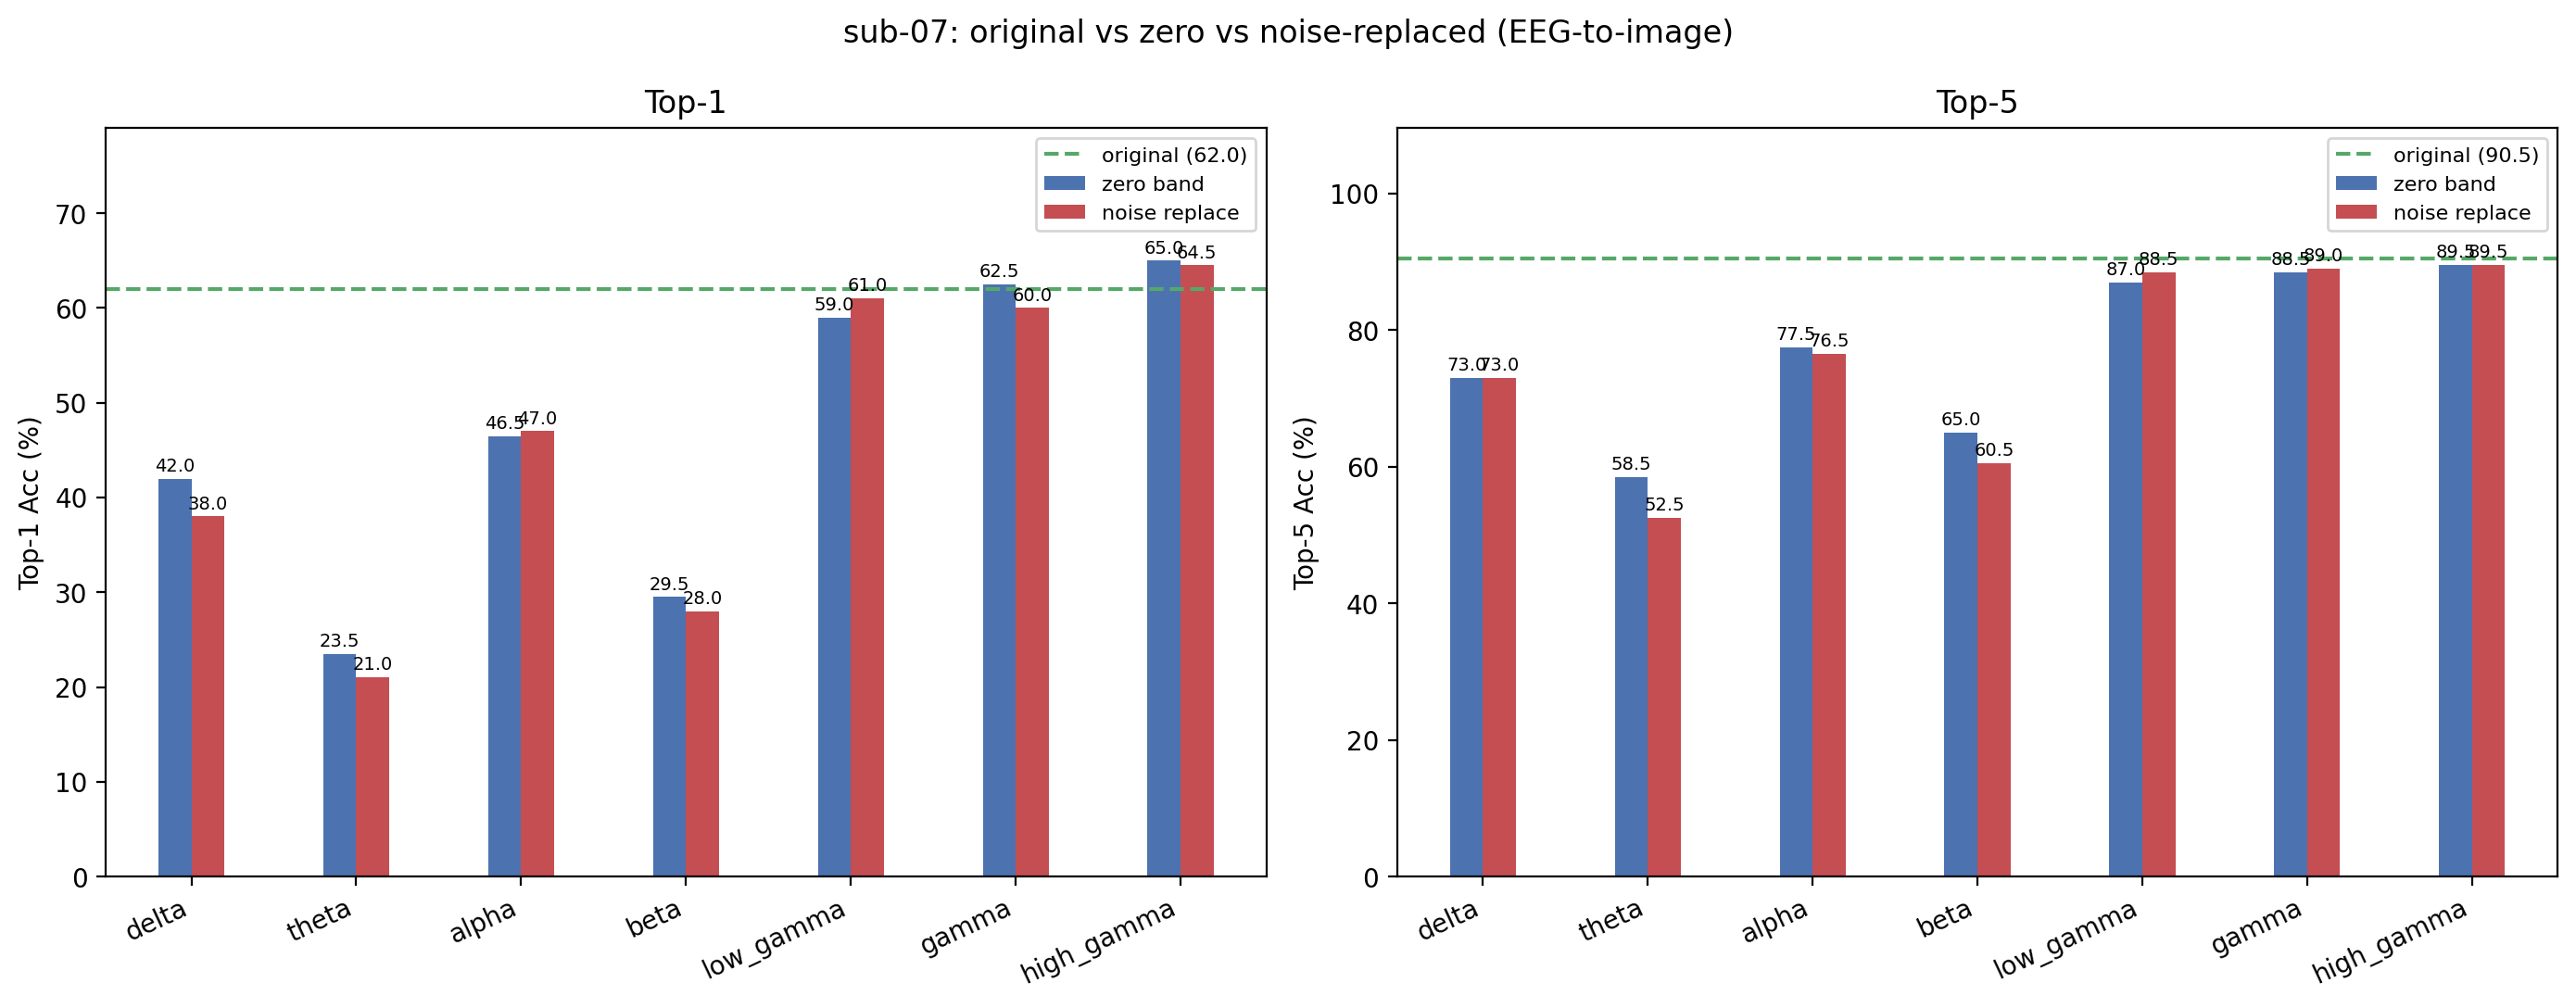 sub-07: original vs zero vs noise-replaced (EEG-to-image)
Top-1
original (62.0)
zero band
noise replace
Top-1 Acc (%)
70
60
50
40
30
20
10
0
42.0
38.0
23.5
21.0
46.5
47.0
29.5
28.0
59.0
61.0
62.5
60.0
65.0
64.5
delta
theta
alpha
beta
low_gamma
gamma
high_gamma
Top-5
original (90.5)
zero band
noise replace
Top-5 Acc (%)
100
80
60
40
20
0
73.0
73.0
58.5
52.5
77.5
76.5
65.0
60.5
87.0
88.5
88.5
89.0
89.5
89.5
delta
theta
alpha
beta
low_gamma
gamma
high_gamma